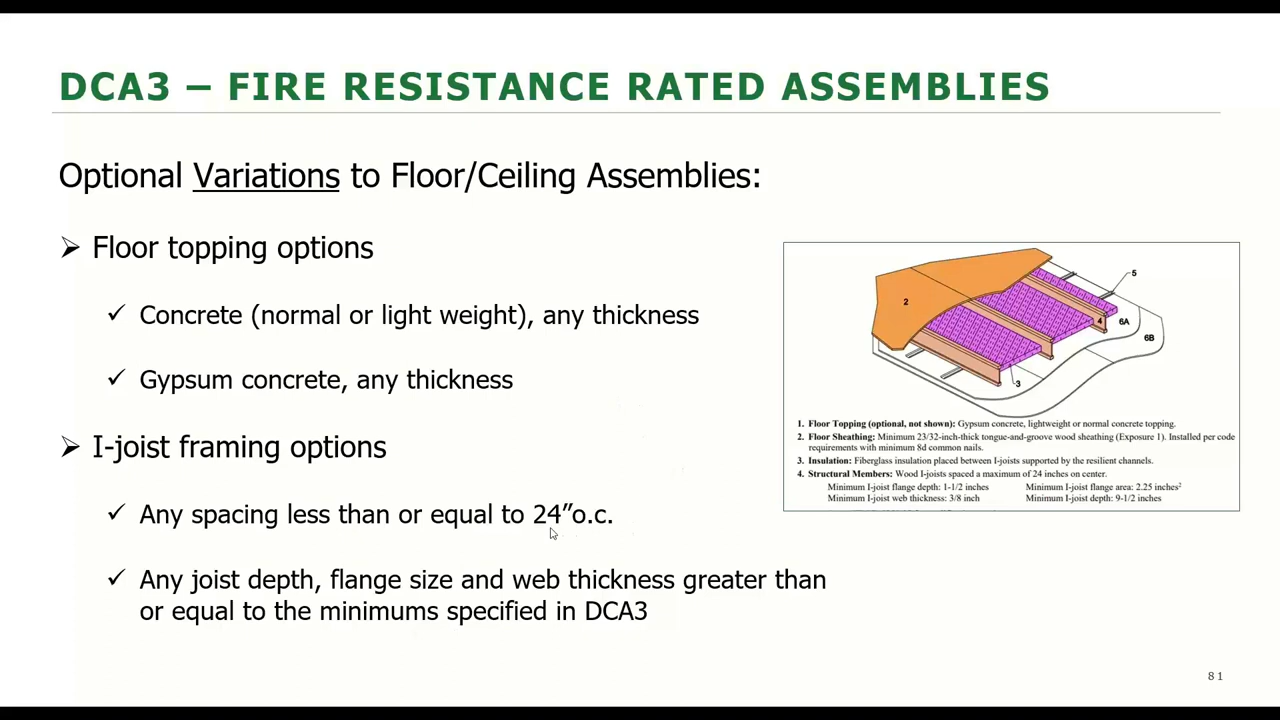 DCA3 – FIRE RESISTANCE RATED ASSEMBLIES
Optional Variations to Floor/Ceiling Assemblies:
➢ Floor topping options
✓ Concrete (normal or light weight), any thickness
✓ Gypsum concrete, any thickness
➢ I-joist framing options
✓ Any spacing less than or equal to 24”o.c.
✓ Any joist depth, flange size and web thickness greater than
or equal to the minimums specified in DCA3
2
5
4
6A
6B
3
1. Floor Topping (optional, not shown): Gypsum concrete, lightweight or normal concrete topping.
2. Floor Sheathing: Minimum 23/32-inch-thick tongue-and-groove wood sheathing (Exposure 1). Installed per code
requirements with minimum 8d common nails.
3. Insulation: Fiberglass insulation placed between I-joists supported by the resilient channels.
4. Structural Members: Wood I-joists spaced a maximum of 24 inches on center.
Minimum I-joist flange depth: 1-1/2 inches Minimum I-joist flange area: 2.25 inches²
Minimum I-joist web thickness: 3/8 inch Minimum I-joist depth: 9-1/2 inches
81